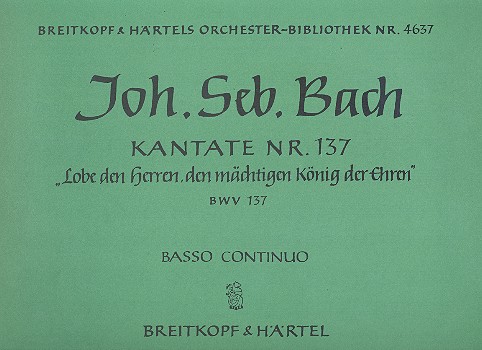 BREITKOPF & HÄRTELS ORCHESTER-BIBLIOTHEK NR. 4637
Joh. Seb. Bach
KANTATE NR. 137
„Lobe den Herren, den mächtigen König der Ehren"
BWV 137
BASSO CONTINUO
BREITKOPF & HÄRTEL